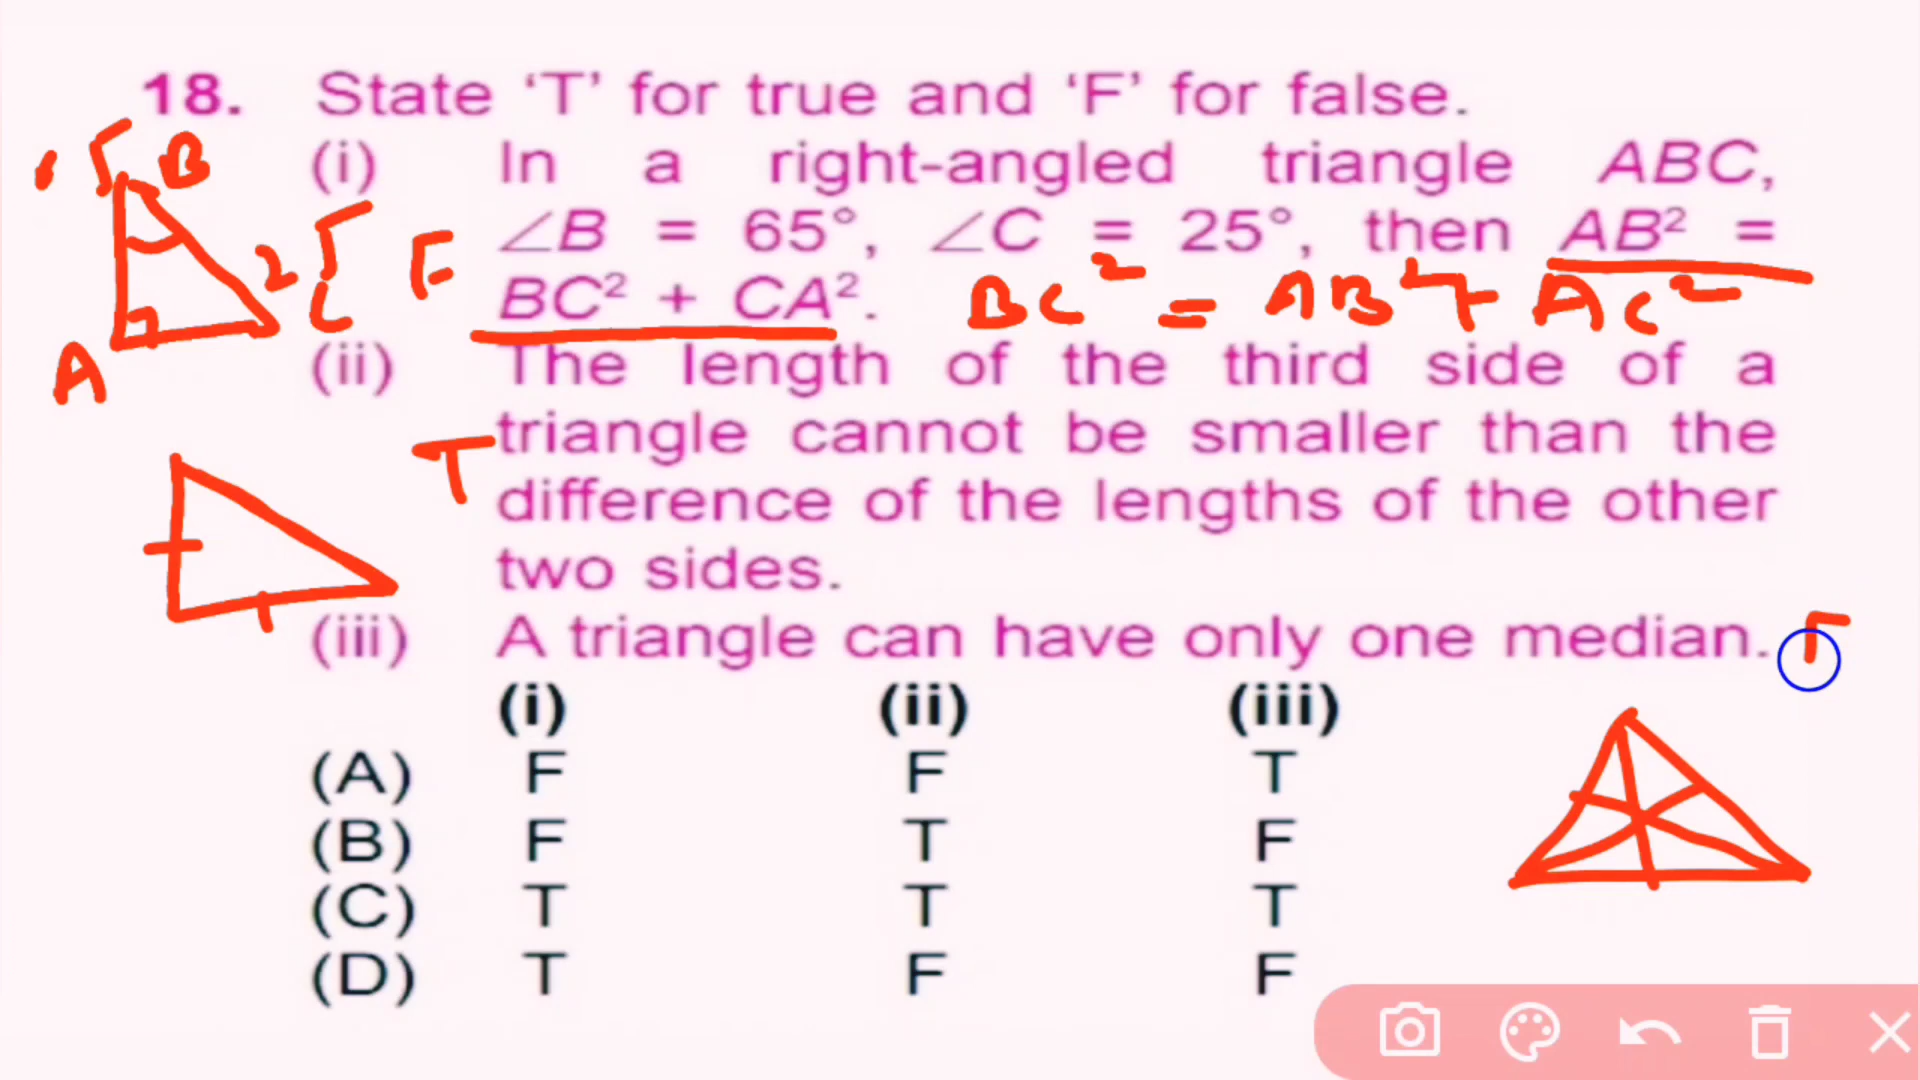 18. State ‘T’ for true and ‘F’ for false.
(i) In a right-angled triangle ABC,
∠B = 65°, ∠C = 25°, then AB² =
BC² + CA².
BC² = AB² + AC²
F
B
A
C
(ii) The length of the third side of a
triangle cannot be smaller than the
difference of the lengths of the other
two sides.
T
(iii) A triangle can have only one median.
(i) (ii) (iii)
(A) F F T
(B) F T F
(C) T T T
(D) T F F